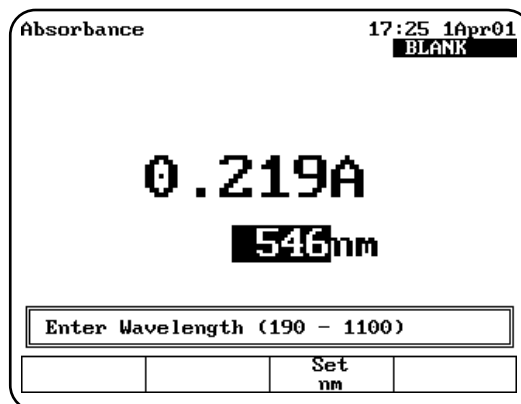 Absorbance 17:25 1Apr01
BLANK
0.219A
546nm
Enter Wavelength (190 - 1100)
Set
nm